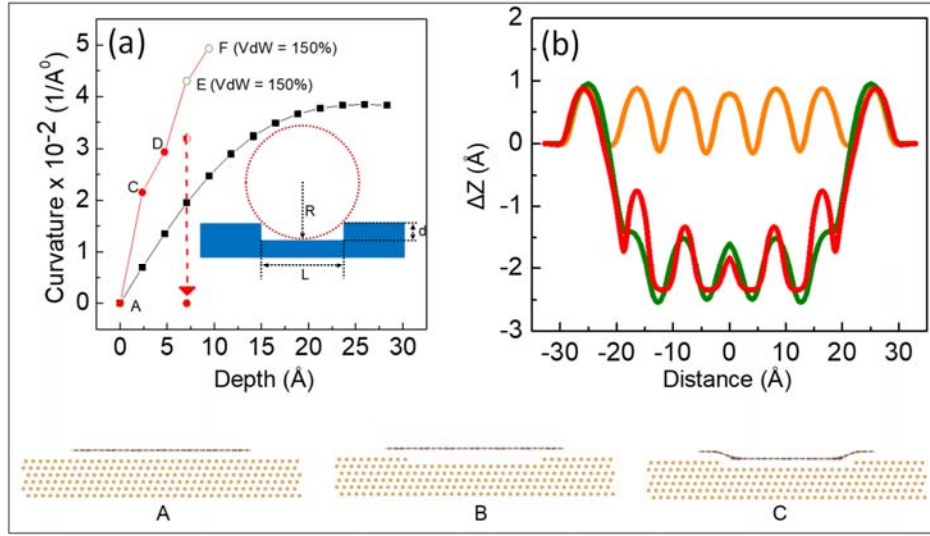 (a)
F (VdW = 150%)
E (VdW = 150%)
D
C
A
R
d
L
5
4
3
2
1
0
Curvature x 10⁻² (1/A⁰)
0 5 10 15 20 25 30
Depth (Å)
(b)
2
1
0
-1
-2
-3
ΔZ (Å)
-30 -20 -10 0 10 20 30
Distance (Å)
A B C